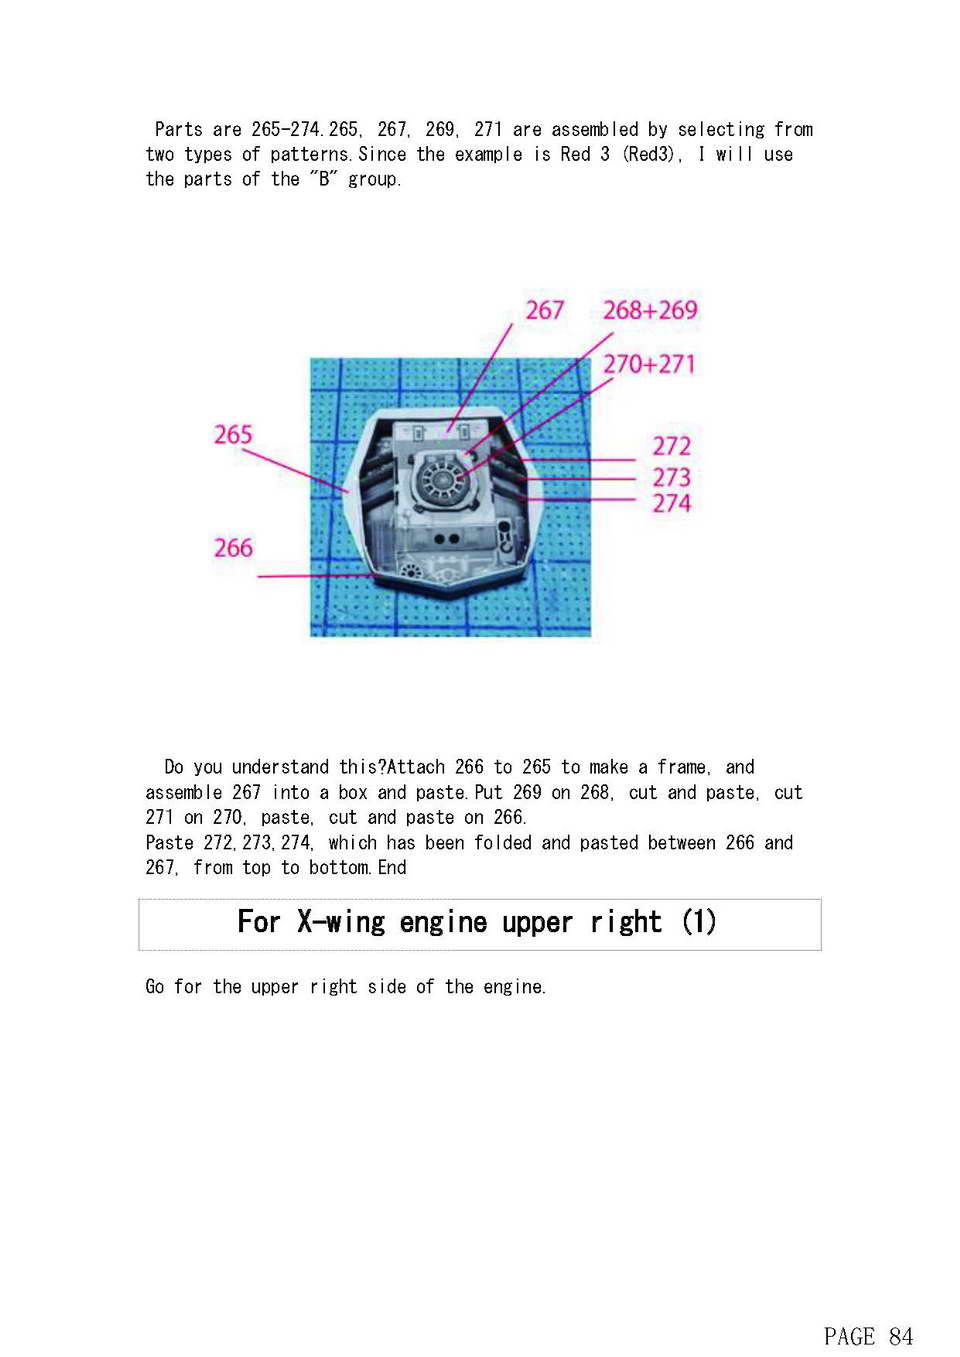 Parts are 265-274.265, 267, 269, 271 are assembled by selecting from
two types of patterns.Since the example is Red 3 (Red3), I will use
the parts of the "B" group.
267
268+269
270+271
265
272
273
274
266
Do you understand this?Attach 266 to 265 to make a frame, and
assemble 267 into a box and paste.Put 269 on 268, cut and paste, cut
271 on 270, paste, cut and paste on 266.
Paste 272,273,274, which has been folded and pasted between 266 and
267, from top to bottom.End
For X-wing engine upper right (1)
Go for the upper right side of the engine.
PAGE 84